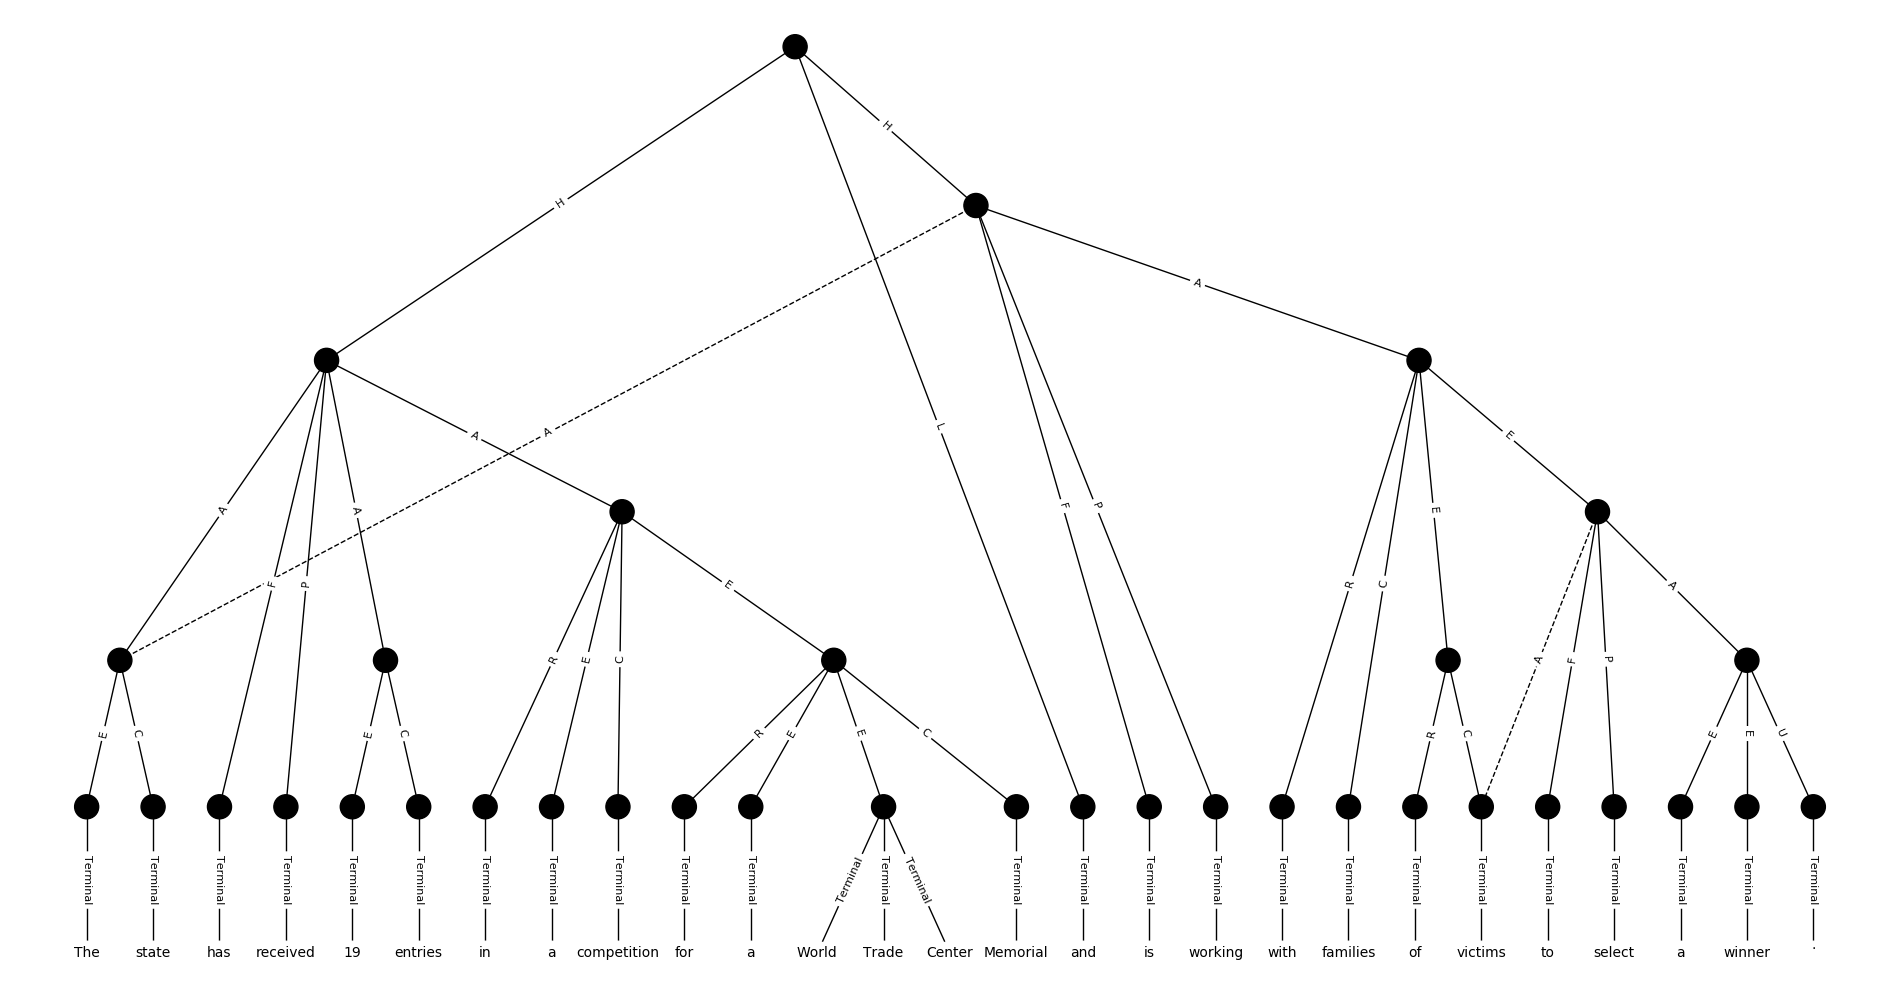 H
H
A
A
A
L
A
A
F
P
E
F
P
E
R
C
E
R
E
C
A
F
P
A
E
C
E
C
R
E
E
C
R
C
E
E
U
Terminal Terminal Terminal Terminal Terminal Terminal Terminal Terminal Terminal Terminal Terminal Terminal Terminal Terminal Terminal Terminal Terminal Terminal Terminal Terminal Terminal Terminal Terminal Terminal Terminal Terminal Terminal
The state has received 19 entries in a competition for a World Trade Center Memorial and is working with families of victims to select a winner .